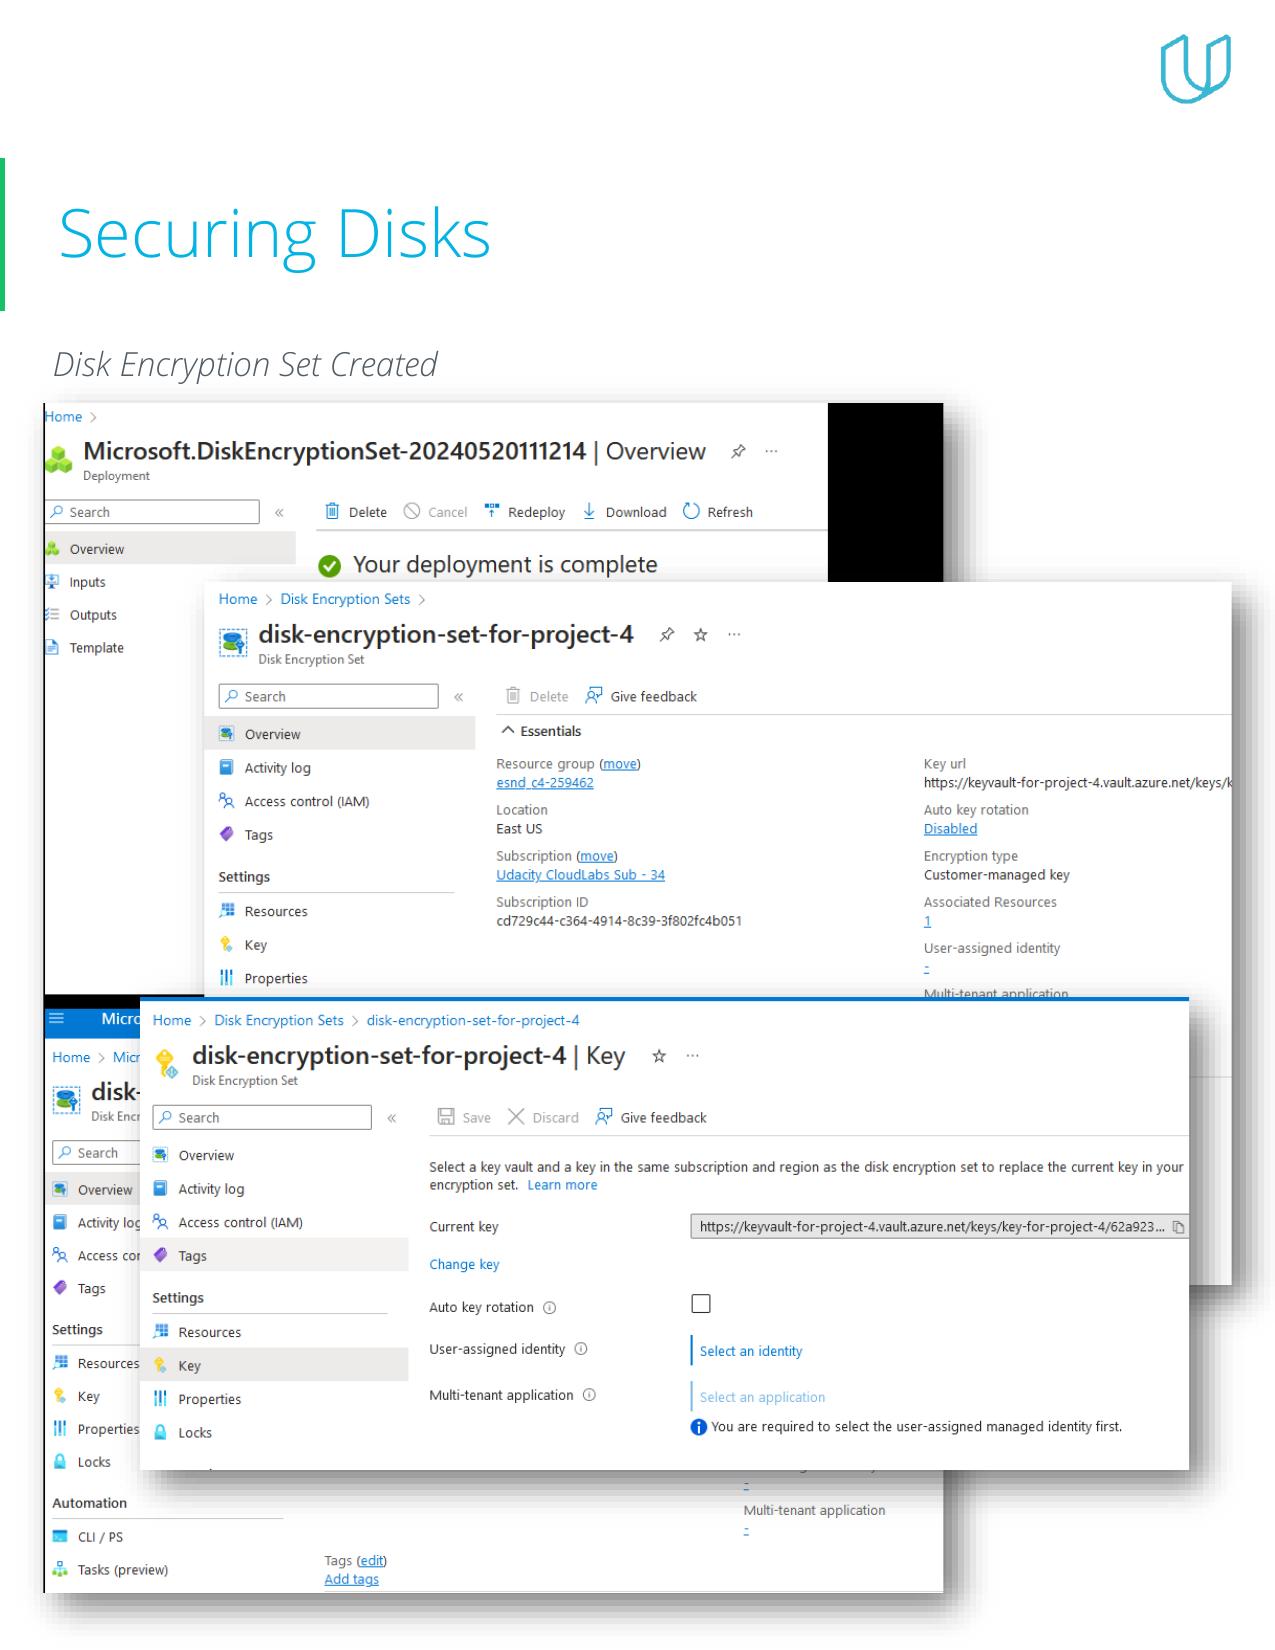 Securing Disks
Disk Encryption Set Created
Home >
Microsoft.DiskEncryptionSet-20240520111214 | Overview
Deployment
Search
Delete Cancel Redeploy Download Refresh
Overview
Your deployment is complete
Inputs
Outputs
Template
Home > Disk Encryption Sets >
disk-encryption-set-for-project-4
Disk Encryption Set
Search
Delete Give feedback
Overview
Essentials
Activity log
Access control (IAM)
Tags
Settings
Resources
Key
Properties
Resource group (move)
esnd_c4-259462
Location
East US
Subscription (move)
Udacity CloudLabs Sub - 34
Subscription ID
cd729c44-c364-4914-8c39-3f802fc4b051
Key url
https://keyvault-for-project-4.vault.azure.net/keys/k
Auto key rotation
Disabled
Encryption type
Customer-managed key
Associated Resources
1
User-assigned identity
-
Multi-tenant application
Micro
Home > Micr
disk-
Disk Encr
Search
Overview
Activity log
Access cor
Tags
Settings
Resources
Key
Properties
Locks
Automation
CLI / PS
Tasks (preview)
Home > Disk Encryption Sets > disk-encryption-set-for-project-4
disk-encryption-set-for-project-4 | Key
Disk Encryption Set
Search
Save Discard Give feedback
Overview
Activity log
Access control (IAM)
Tags
Settings
Resources
Key
Properties
Locks
Select a key vault and a key in the same subscription and region as the disk encryption set to replace the current key in your
encryption set. Learn more
Current key
https://keyvault-for-project-4.vault.azure.net/keys/key-for-project-4/62a923...
Change key
Auto key rotation
User-assigned identity
Select an identity
Multi-tenant application
Select an application
You are required to select the user-assigned managed identity first.
-
Multi-tenant application
-
Tags (edit)
Add tags